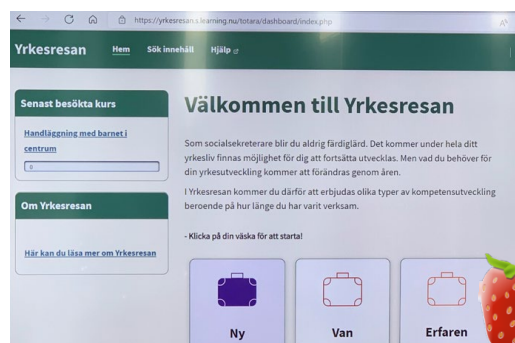 https://yrkesresan.s.learning.nu/totara/dashboard/index.php
Yrkesresan Hem Sök innehåll Hjälp
Senast besökta kurs
Handläggning med barnet i
centrum
0
Om Yrkesresan
Här kan du läsa mer om Yrkesresan
Välkommen till Yrkesresan
Som socialsekreterare blir du aldrig färdiglärd. Det kommer under hela ditt
yrkesliv finnas möjlighet för dig att fortsätta utvecklas. Men vad du behöver för
din yrkesutveckling kommer att förändras genom åren.
I Yrkesresan kommer du därför att erbjudas olika typer av kompetensutveckling
beroende på hur länge du har varit verksam.
- Klicka på din väska för att starta!
Ny
Van
Erfaren